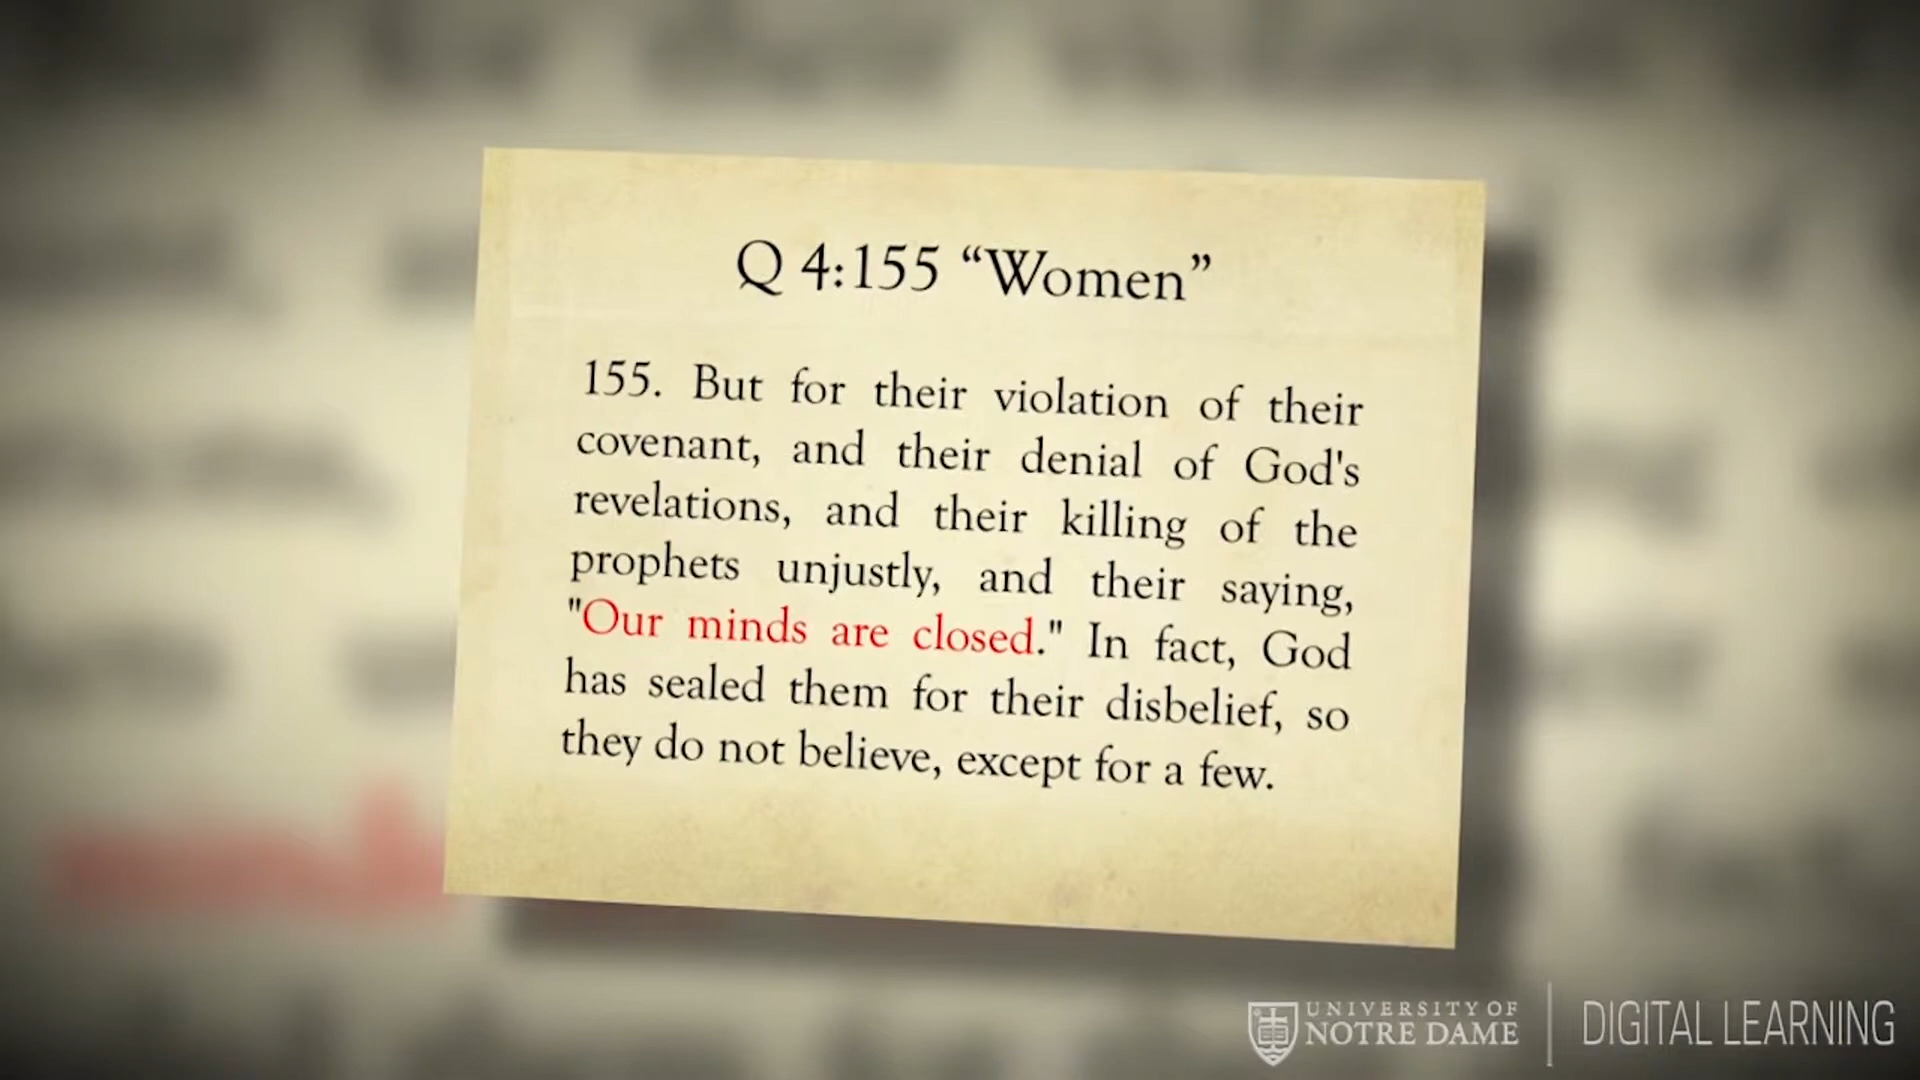 Q 4:155 “Women”
155. But for their violation of their
covenant, and their denial of God's
revelations, and their killing of the
prophets unjustly, and their saying,
"Our minds are closed." In fact, God
has sealed them for their disbelief, so
they do not believe, except for a few.
UNIVERSITY OF
NOTRE DAME
DIGITAL LEARNING